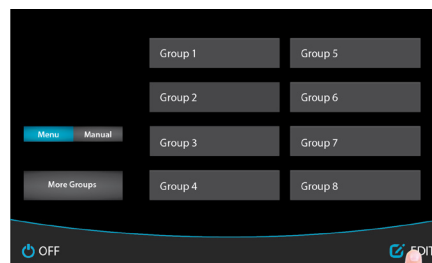 Group 1 Group 5
Group 2 Group 6
Menu Manual
Group 3 Group 7
More Groups
Group 4 Group 8
OFF
EDIT